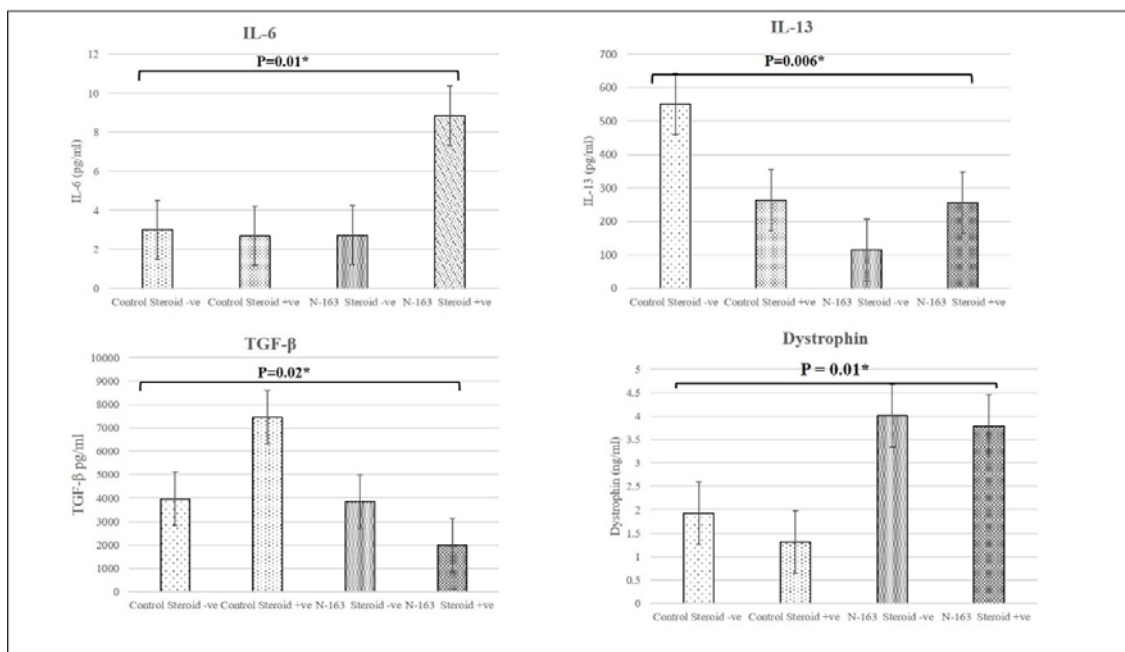 IL-6
P=0.01*
12
10
8
6
4
2
0
IL-6 (pg/ml)
Control Steroid -ve Control Steroid +ve N-163 Steroid -ve N-163 Steroid +ve
IL-13
P=0.006*
700
600
500
400
300
200
100
0
IL-13 (pg/ml)
Control Steroid -ve Control Steroid +ve N-163 Steroid -ve N-163 Steroid +ve
TGF-β
P=0.02*
10000
9000
8000
7000
6000
5000
4000
3000
2000
1000
0
TGF-β pg/ml
Control Steroid -ve Control Steroid +ve N-163 Steroid -ve N-163 Steroid +ve
Dystrophin
P = 0.01*
5
4.5
4
3.5
3
2.5
2
1.5
1
0.5
0
Dystrophin (ng/ml)
Control Steroid -ve Control Steroid +ve N-163 Steroid -ve N-163 Steroid +ve